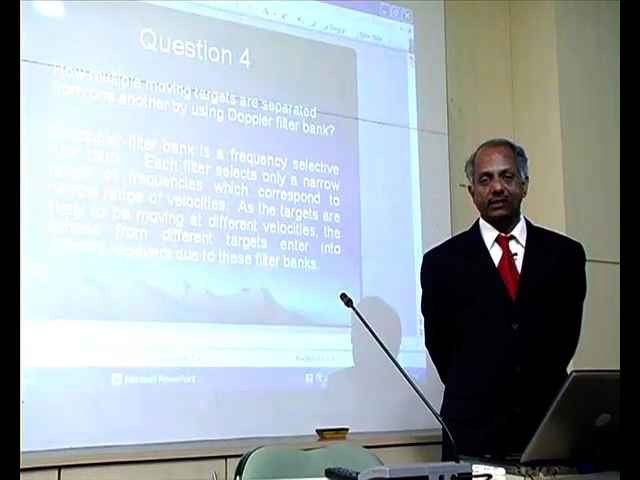 Question 4
How multiple moving targets are separated
from one another by using Doppler filter bank?
A doppler filter bank is a frequency selective
filter bank. Each filter selects only a narrow
range of frequencies which correspond to
narrow range of velocities. As the targets are
likely to be moving at different velocities, the
echoes from different targets enter into
different receivers due to these filter banks.
Microsoft PowerPoint